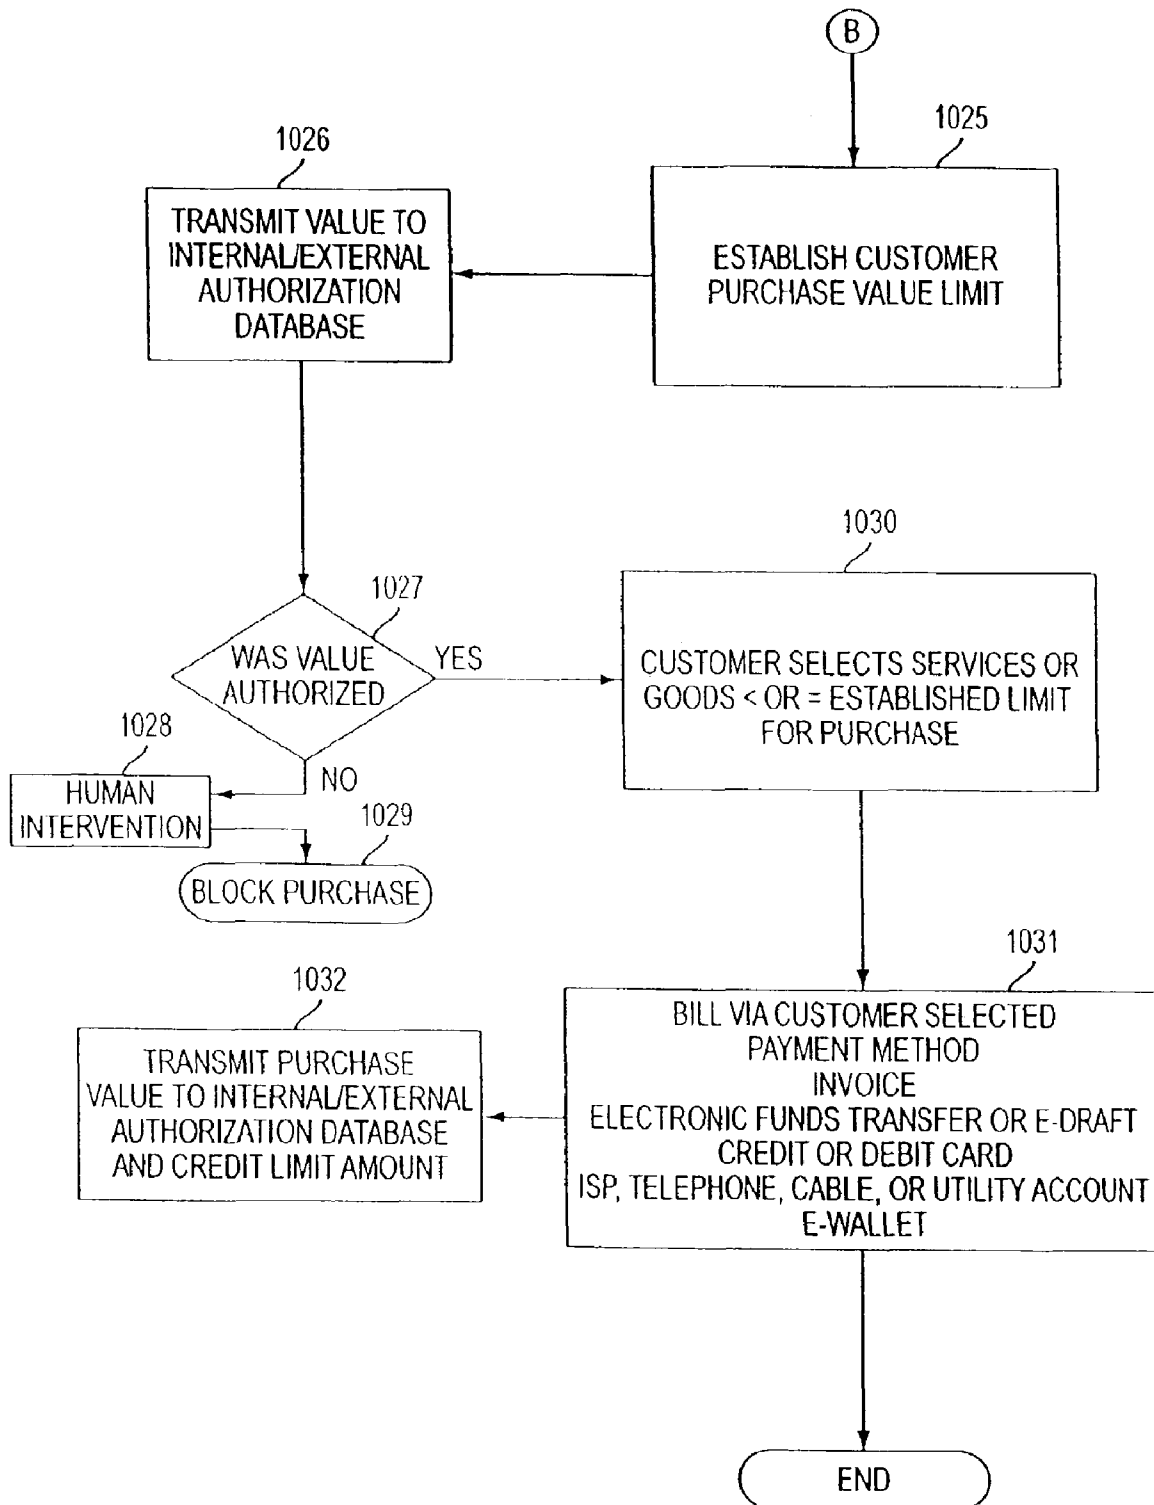 B
1025
ESTABLISH CUSTOMER
PURCHASE VALUE LIMIT
1026
TRANSMIT VALUE TO
INTERNAL/EXTERNAL
AUTHORIZATION
DATABASE
1027
WAS VALUE
AUTHORIZED
YES
NO
1028
HUMAN
INTERVENTION
1029
BLOCK PURCHASE
1030
CUSTOMER SELECTS SERVICES OR
GOODS < OR = ESTABLISHED LIMIT
FOR PURCHASE
1031
BILL VIA CUSTOMER SELECTED
PAYMENT METHOD
INVOICE
ELECTRONIC FUNDS TRANSFER OR E-DRAFT
CREDIT OR DEBIT CARD
ISP, TELEPHONE, CABLE, OR UTILITY ACCOUNT
E-WALLET
1032
TRANSMIT PURCHASE
VALUE TO INTERNAL/EXTERNAL
AUTHORIZATION DATABASE
AND CREDIT LIMIT AMOUNT
END